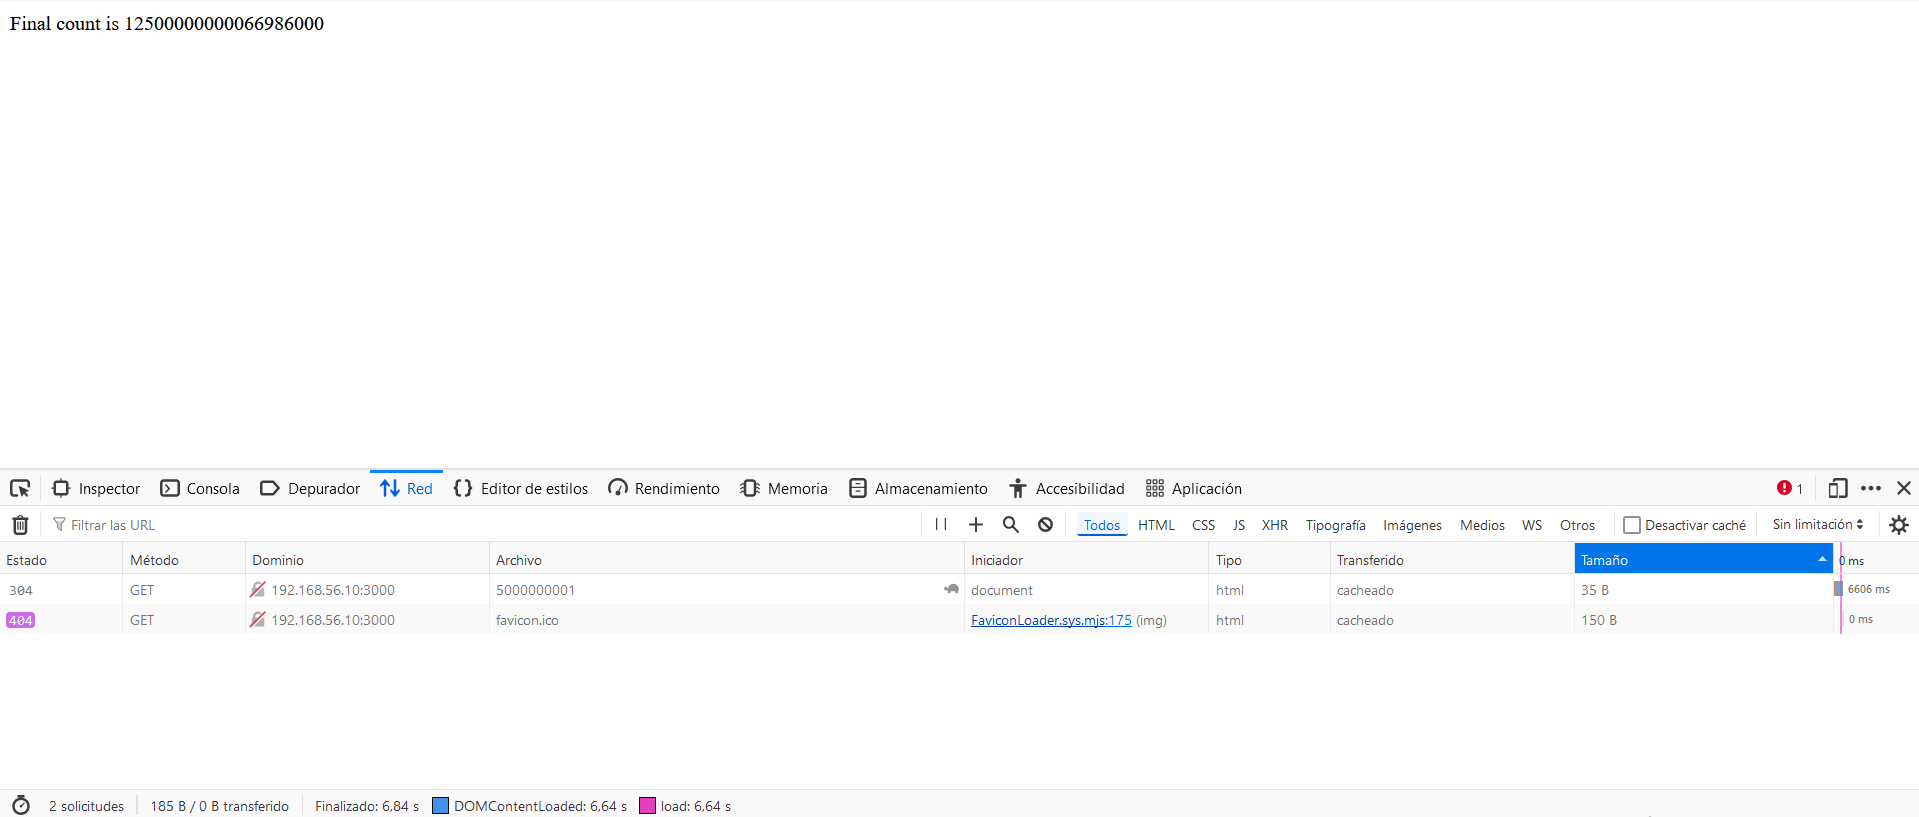 Final count is 12500000000066986000
Inspector Consola Depurador Red Editor de estilos Rendimiento Memoria Almacenamiento Accesibilidad Aplicación 1
Filtrar las URL Todos HTML CSS JS XHR Tipografía Imágenes Medios WS Otros Desactivar caché Sin limitación
Estado Método Dominio Archivo Iniciador Tipo Transferido Tamaño 0 ms
304 GET 192.168.56.10:3000 5000000001 document html cacheado 35 B 6606 ms
404 GET 192.168.56.10:3000 favicon.ico FaviconLoader.sys.mjs:175 (img) html cacheado 150 B 0 ms
2 solicitudes 185 B / 0 B transferido Finalizado: 6,84 s DOMContentLoaded: 6,64 s load: 6,64 s